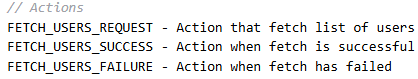 // Actions
FETCH_USERS_REQUEST - Action that fetch list of users
FETCH_USERS_SUCCESS - Action when fetch is successful
FETCH_USERS_FAILURE - Action when fetch has failed